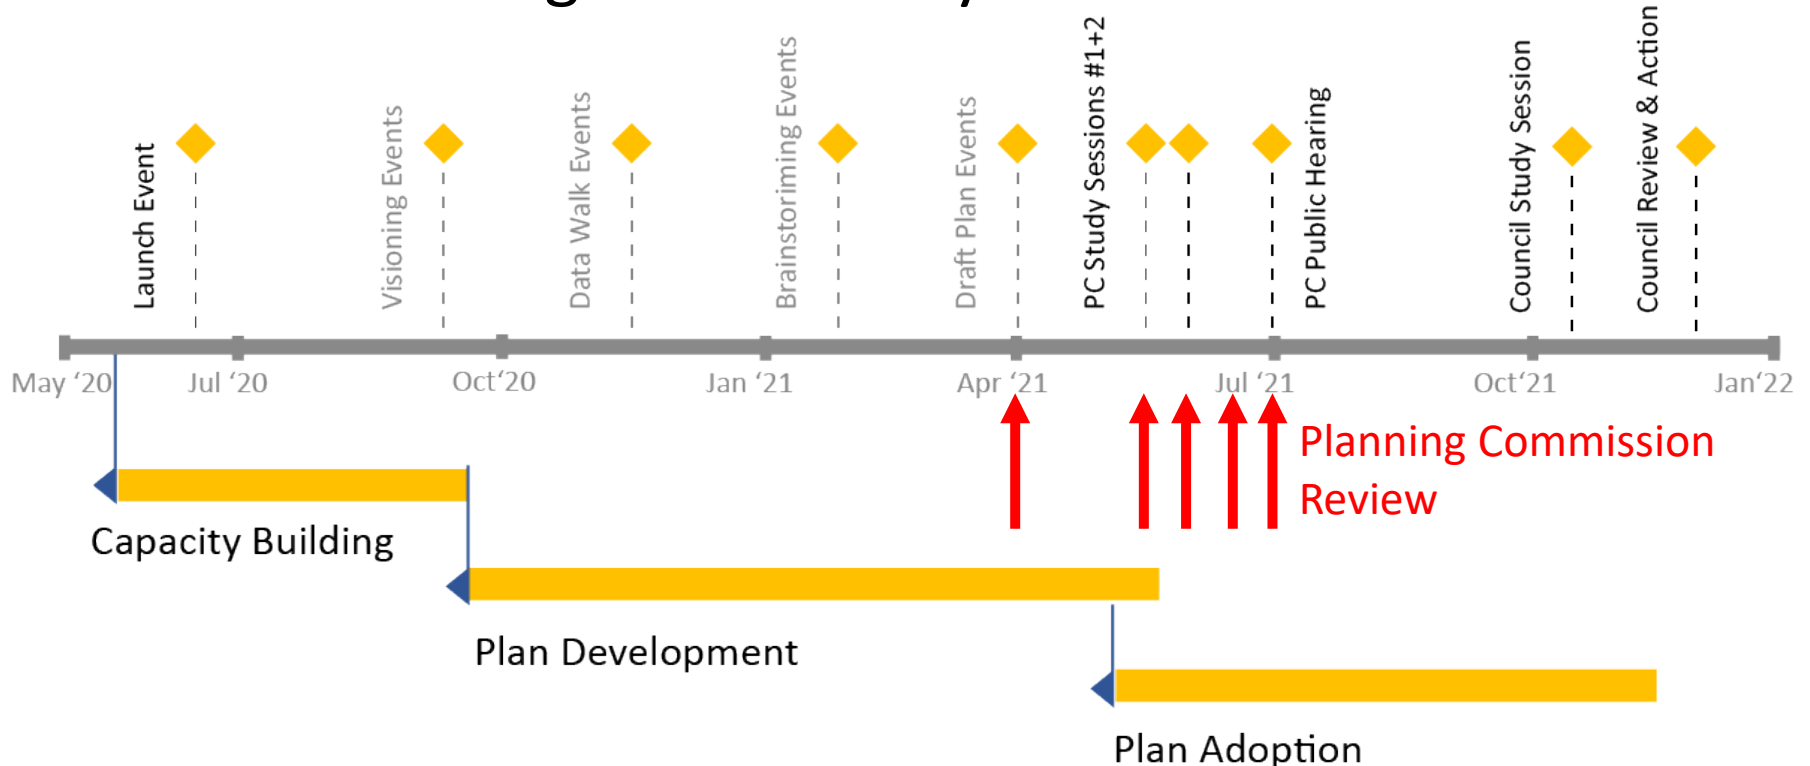 Launch Event
Visioning Events
Data Walk Events
Brainstoriming Events
Draft Plan Events
PC Study Sessions #1+2
PC Public Hearing
Council Study Session
Council Review & Action
May ‘20
Jul ‘20
Oct‘20
Jan ‘21
Apr ‘21
Jul ‘21
Oct‘21
Jan‘22
Planning Commission
Review
Capacity Building
Plan Development
Plan Adoption